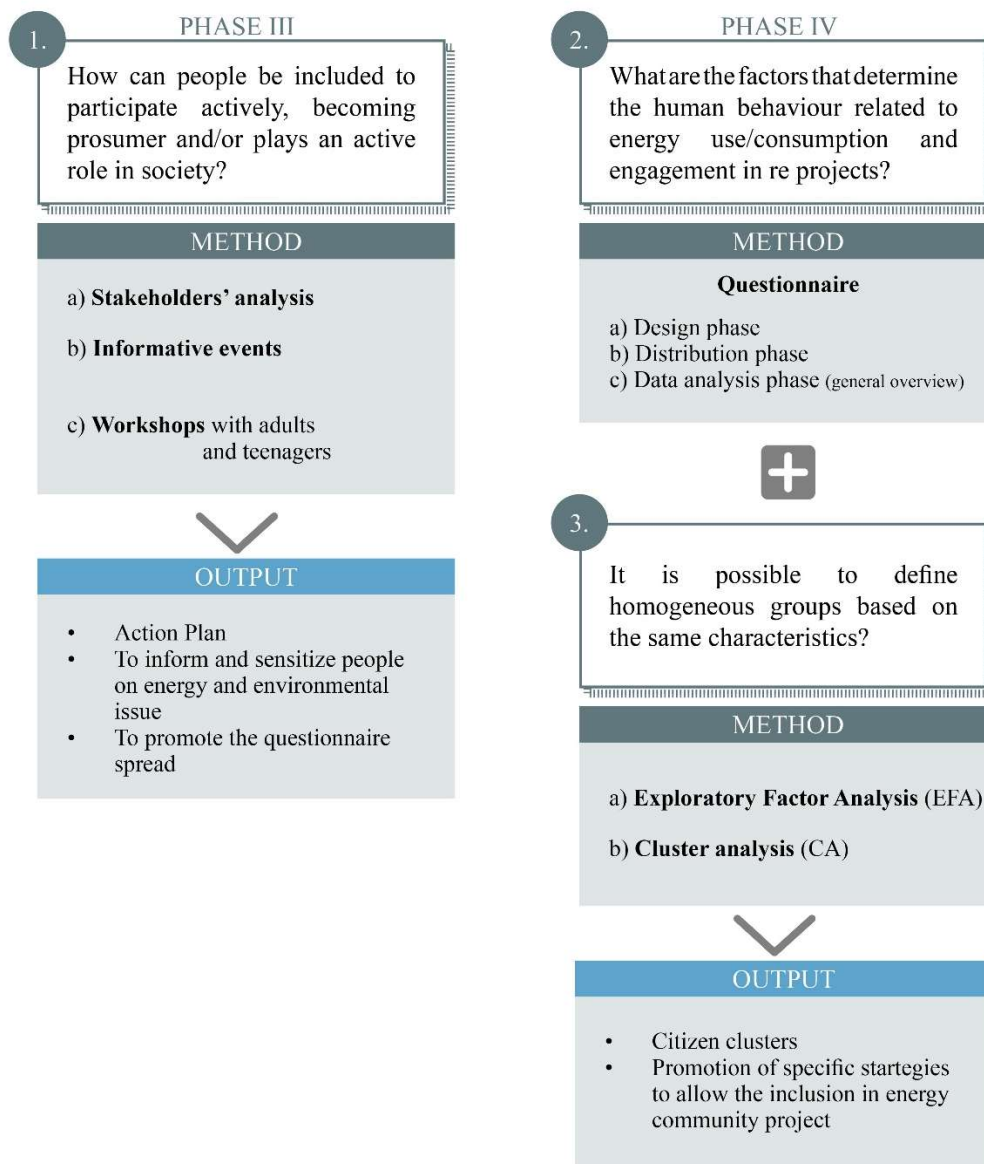 1.
PHASE III
How can people be included to
participate actively, becoming
prosumer and/or plays an active
role in society?
METHOD
a) Stakeholders' analysis
b) Informative events
c) Workshops with adults
and teenagers
OUTPUT
• Action Plan
• To inform and sensitize people
on energy and environmental
issue
• To promote the questionnaire
spread
2.
PHASE IV
What are the factors that determine
the human behaviour related to
energy use/consumption and
engagement in re projects?
METHOD
Questionnaire
a) Design phase
b) Distribution phase
c) Data analysis phase (general overview)
+
3.
It is possible to define
homogeneous groups based on
the same characteristics?
METHOD
a) Exploratory Factor Analysis (EFA)
b) Cluster analysis (CA)
OUTPUT
• Citizen clusters
• Promotion of specific startegies
to allow the inclusion in energy
community project